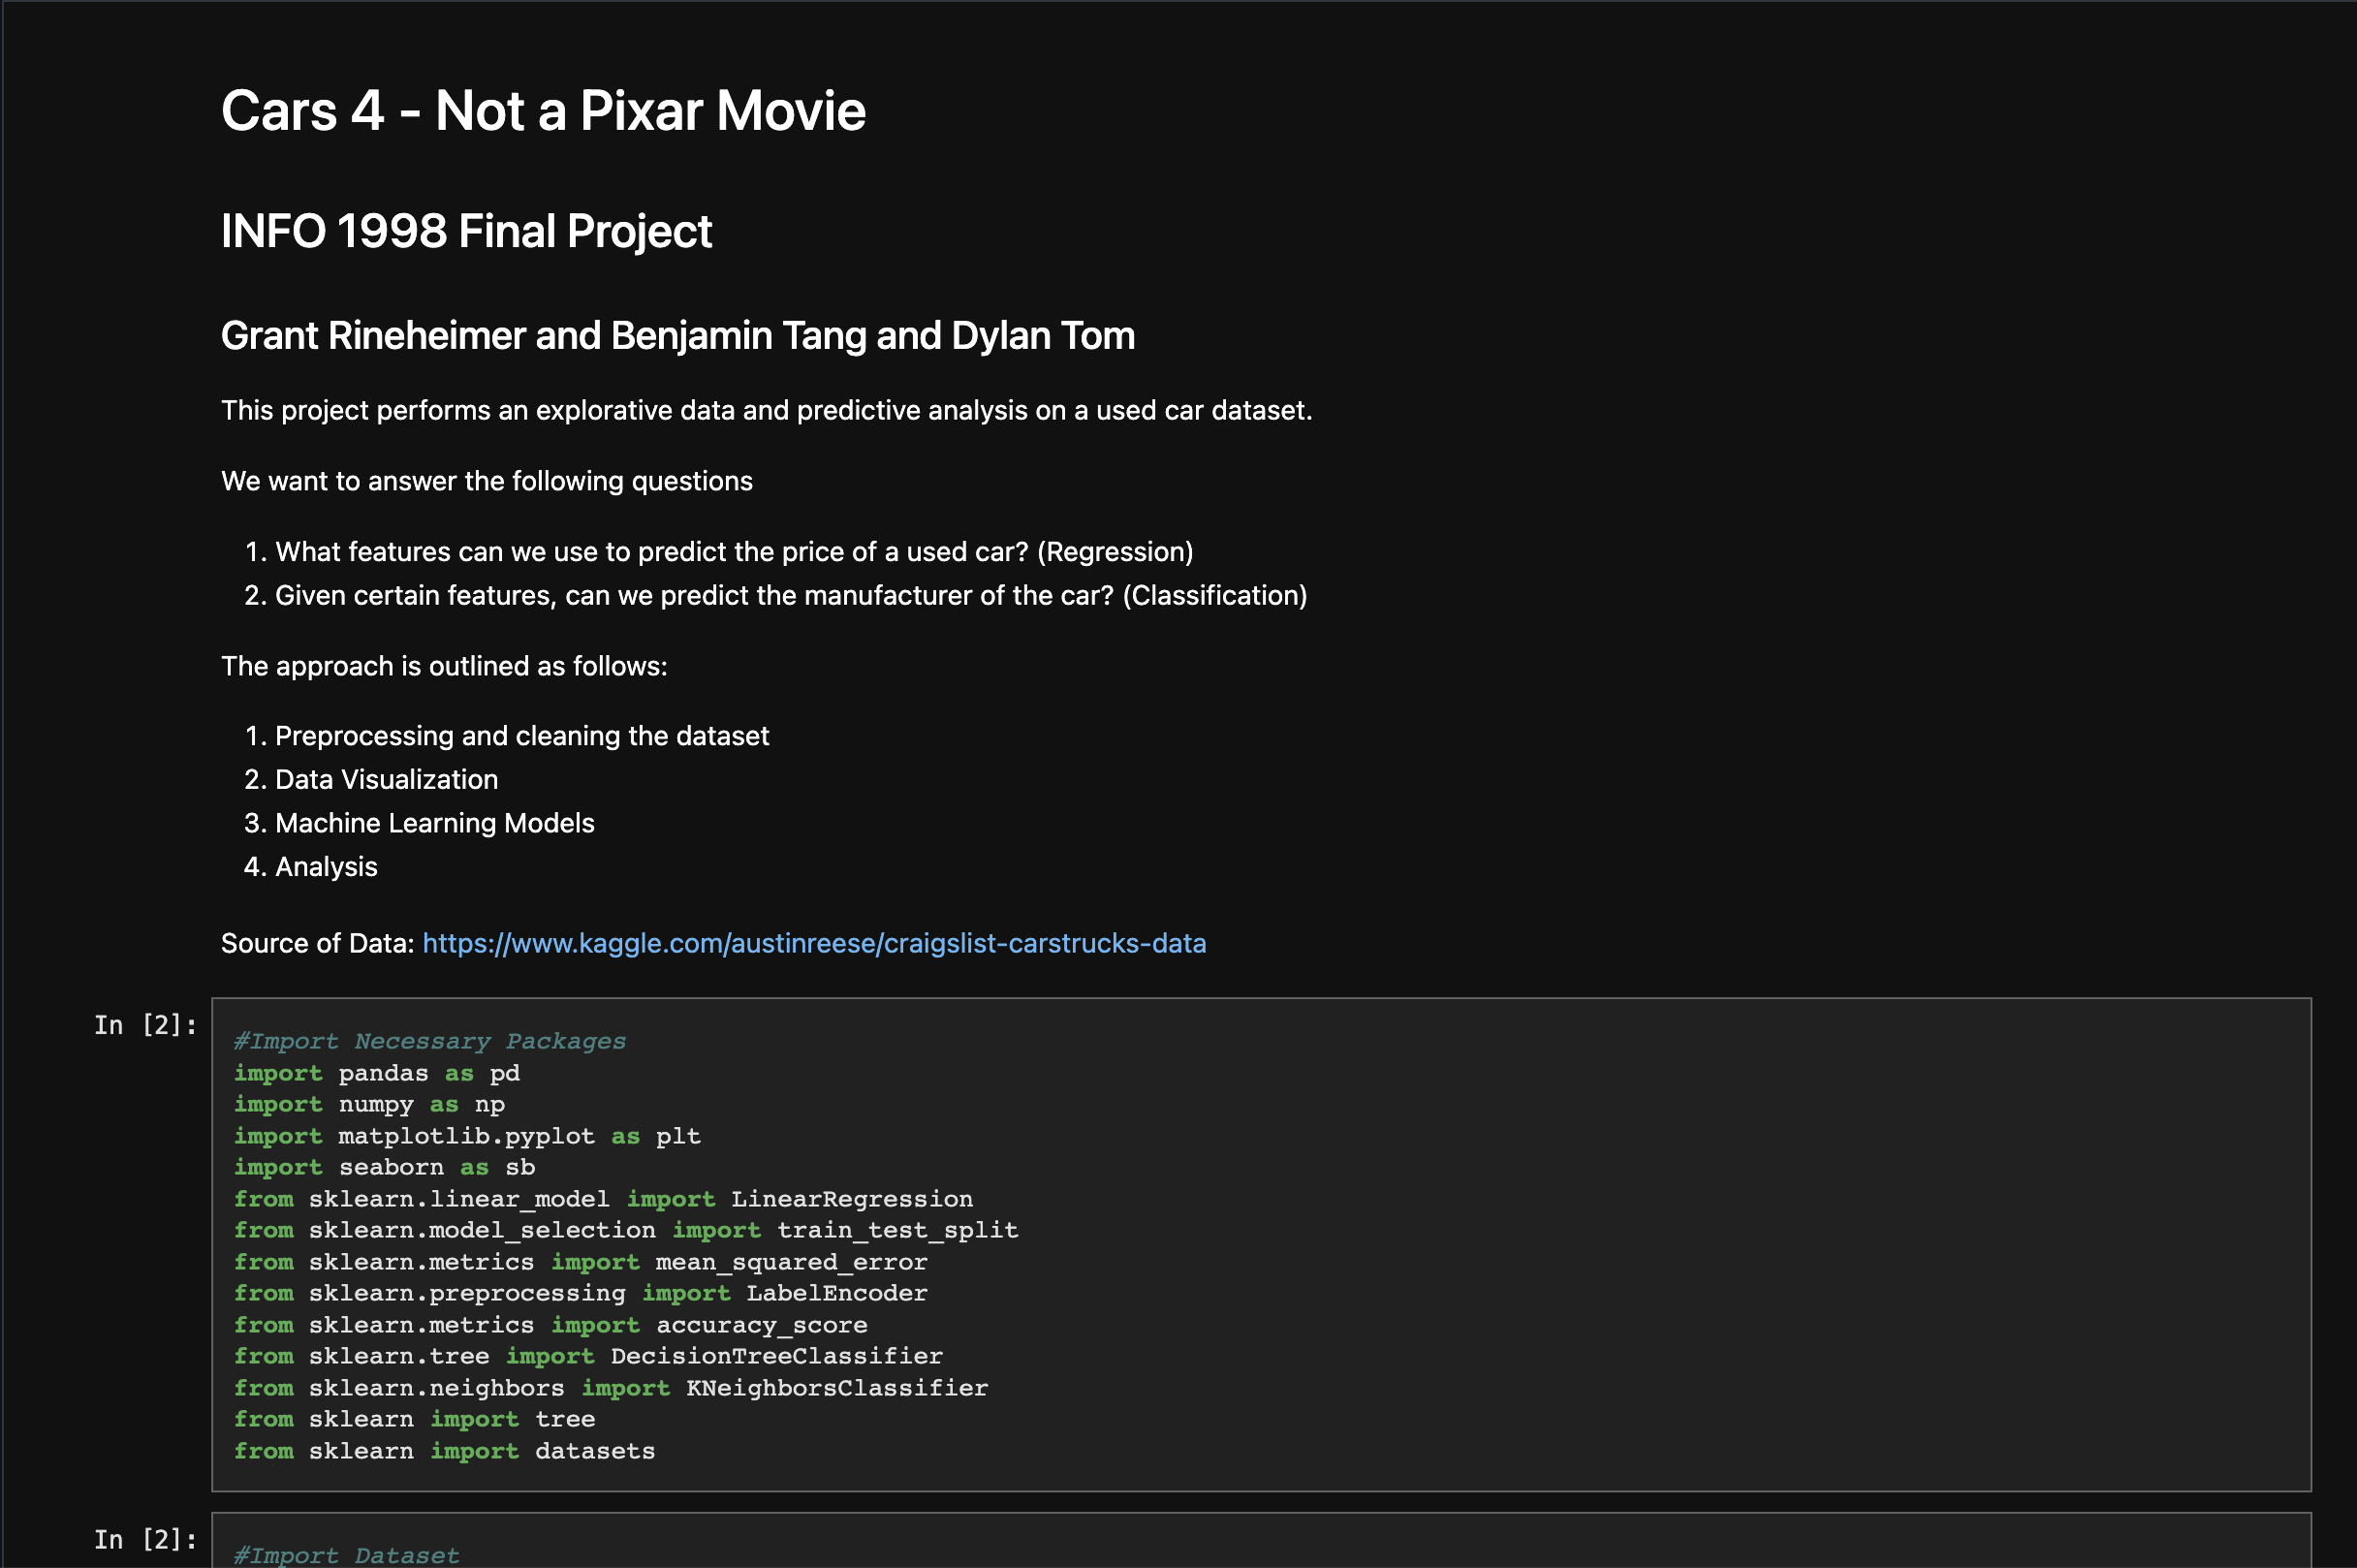 Cars 4 - Not a Pixar Movie
INFO 1998 Final Project
Grant Rineheimer and Benjamin Tang and Dylan Tom
This project performs an explorative data and predictive analysis on a used car dataset.
We want to answer the following questions
1. What features can we use to predict the price of a used car? (Regression)
2. Given certain features, can we predict the manufacturer of the car? (Classification)
The approach is outlined as follows:
1. Preprocessing and cleaning the dataset
2. Data Visualization
3. Machine Learning Models
4. Analysis
Source of Data: https://www.kaggle.com/austinreese/craigslist-carstrucks-data
In [2]:
#Import Necessary Packages
import pandas as pd
import numpy as np
import matplotlib.pyplot as plt
import seaborn as sb
from sklearn.linear_model import LinearRegression
from sklearn.model_selection import train_test_split
from sklearn.metrics import mean_squared_error
from sklearn.preprocessing import LabelEncoder
from sklearn.metrics import accuracy_score
from sklearn.tree import DecisionTreeClassifier
from sklearn.neighbors import KNeighborsClassifier
from sklearn import tree
from sklearn import datasets
In [2]:
#Import Dataset